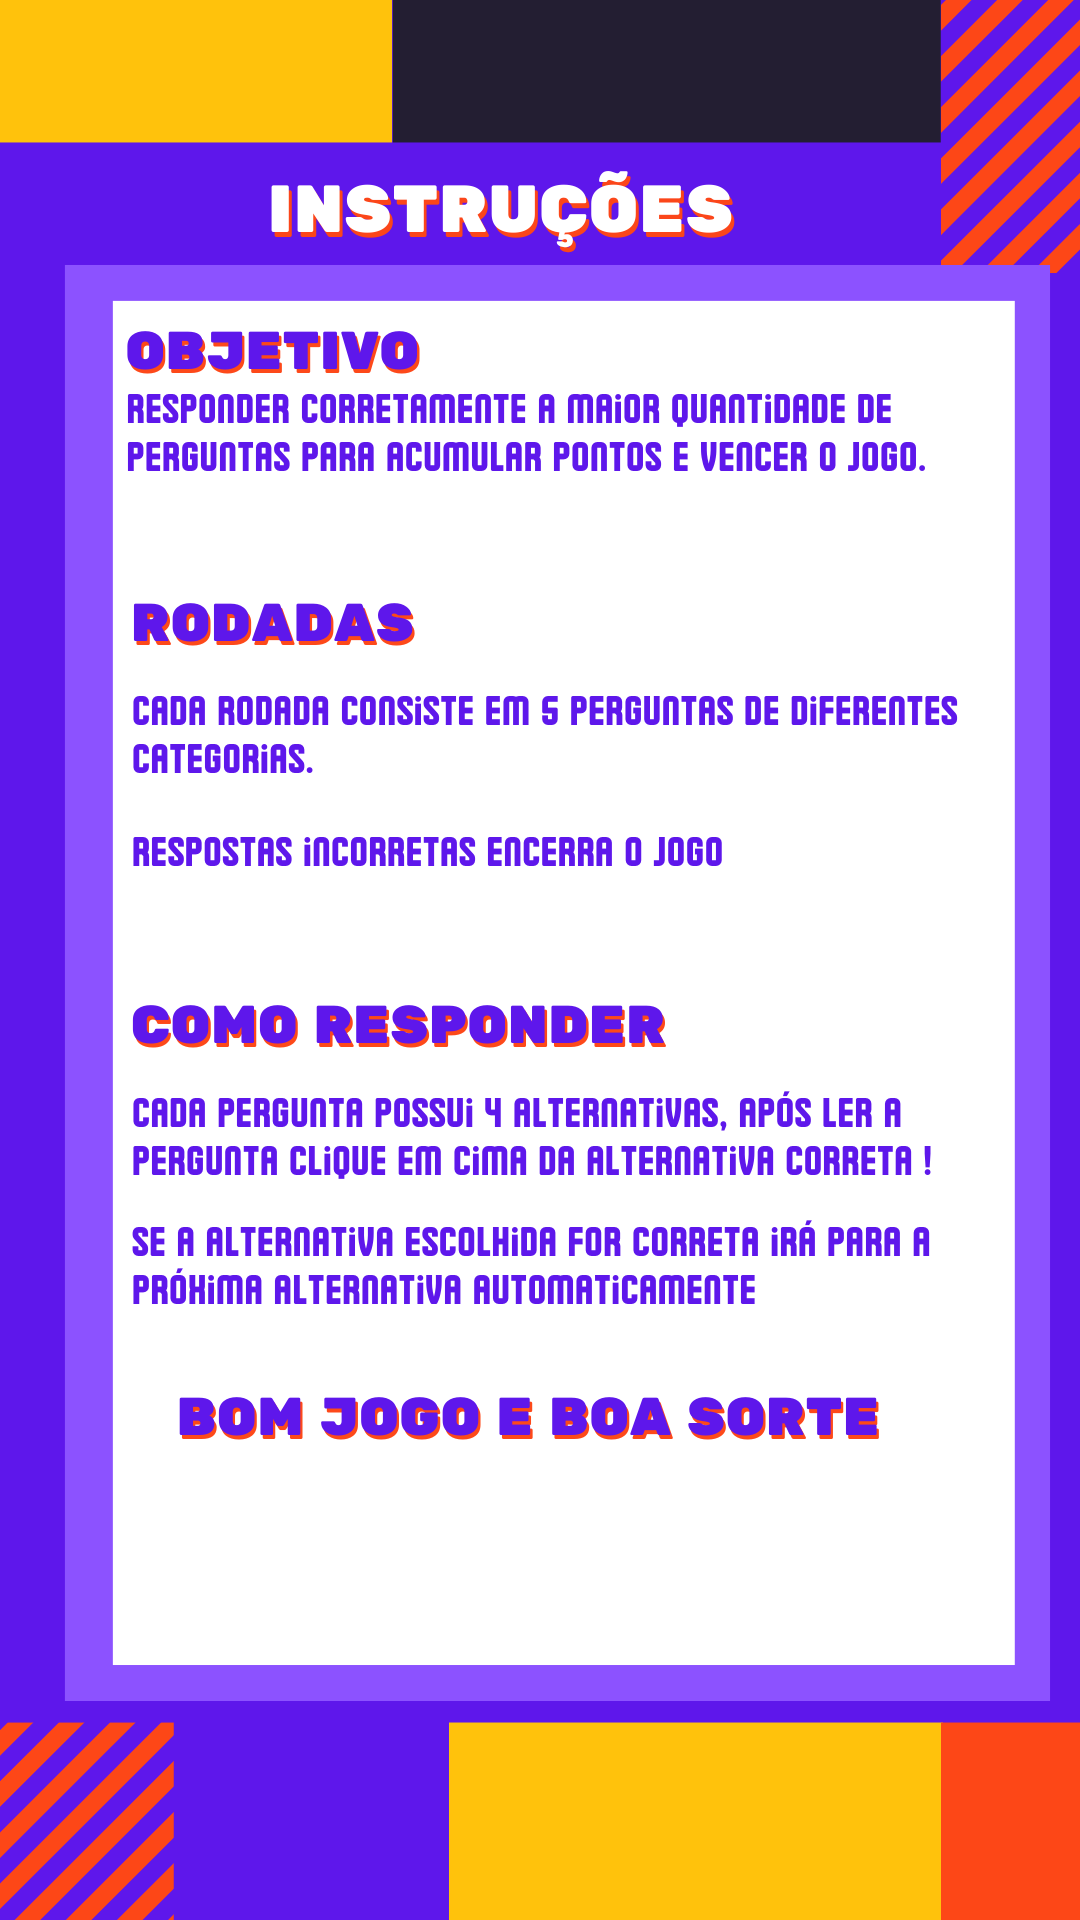 INSTRUÇÕES
OBJETIVO
RESPONDER CORRETAMENTE A MAiOR QUANTiDADE DE
PERGUNTAS PARA ACUMULAR PONTOS E VENCER O JOGO.
RODADAS
CADA RODADA CONSiSTE EM 5 PERGUNTAS DE DiFERENTES
CATEGORiAS.
RESPOSTAS iNCORRETAS ENCERRA O JOGO
COMO RESPONDER
CADA PERGUNTA POSSUi 4 ALTERNATiVAS, APÓS LER A
PERGUNTA CLiQUE EM CiMA DA ALTERNATiVA CORRETA !
SE A ALTERNATiVA ESCOLHiDA FOR CORRETA iRÁ PARA A
PRÓXiMA ALTERNATiVA AUTOMATiCAMENTE
BOM JOGO E BOA SORTE